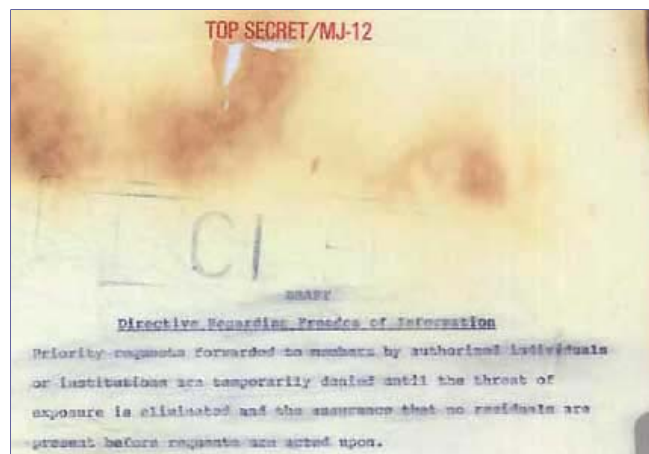 TOP SECRET/MJ-12
CI
DRAFT
Directive Regarding Freedom of Information
Priority requests forwarded to members by authorized individuals
or institutions are temporarily denied until the threat of
exposure is eliminated and the assurance that no residuals are
present before requests are acted upon.